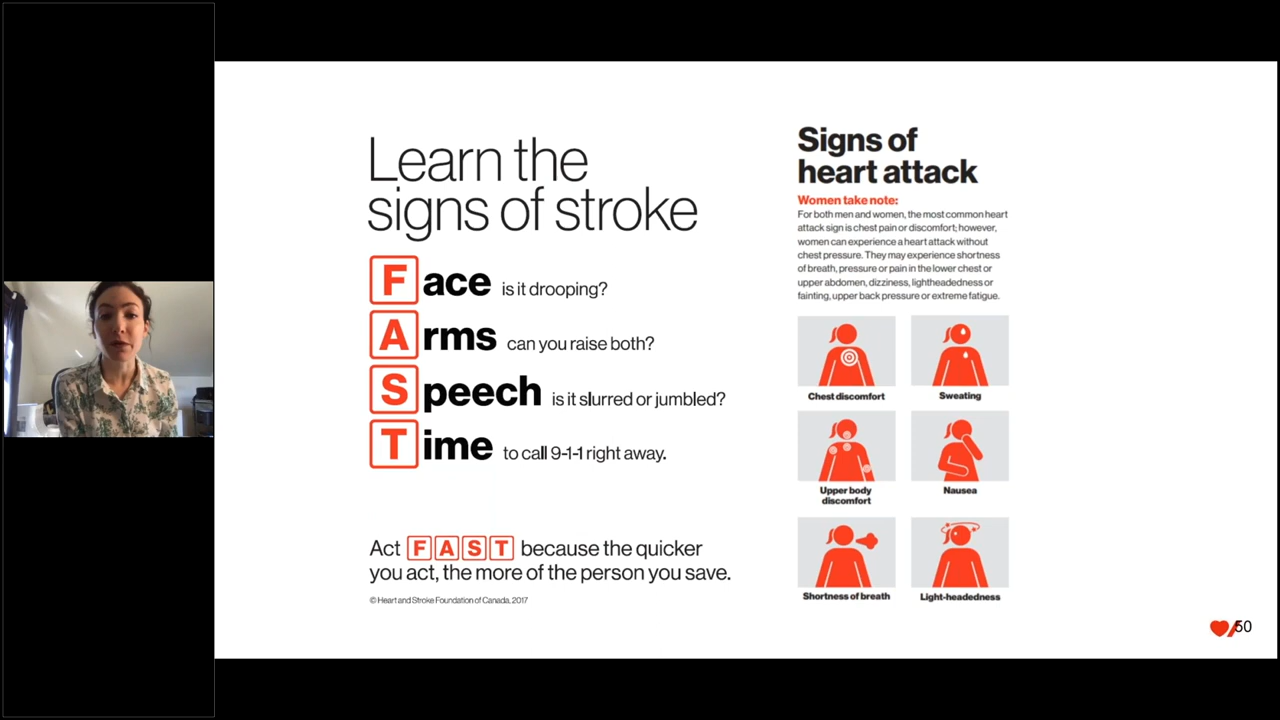 Learn the
signs of stroke
Face is it drooping?
Arms can you raise both?
Speech is it slurred or jumbled?
Time to call 9-1-1 right away.
Act FAST because the quicker
you act, the more of the person you save.
© Heart and Stroke Foundation of Canada, 2017
Signs of
heart attack
Women take note:
For both men and women, the most common heart
attack sign is chest pain or discomfort; however,
women can experience a heart attack without
chest pressure. They may experience shortness
of breath, pressure or pain in the lower chest or
upper abdomen, dizziness, lightheadedness or
fainting, upper back pressure or extreme fatigue.
Chest discomfort
Sweating
Upper body
discomfort
Nausea
Shortness of breath
Light-headedness
50